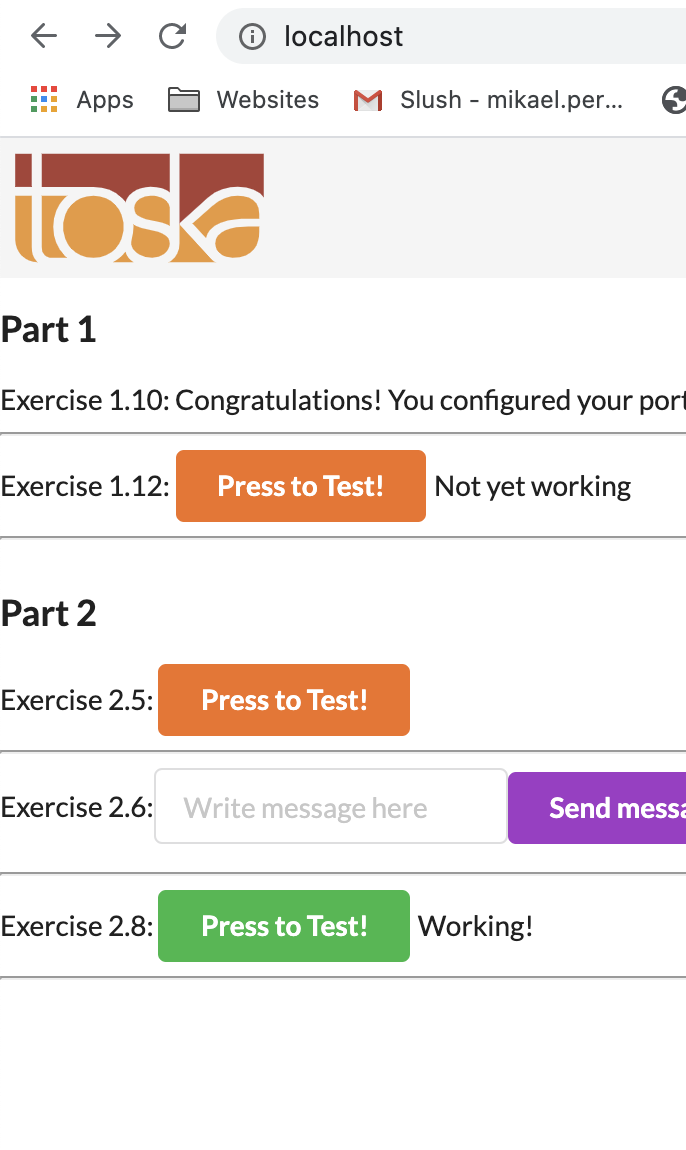 localhost
Apps Websites Slush - mikael.per...
toska
Part 1
Exercise 1.10: Congratulations! You configured your port
Exercise 1.12: Press to Test! Not yet working
Part 2
Exercise 2.5: Press to Test!
Exercise 2.6: Write message here Send messa
Exercise 2.8: Press to Test! Working!